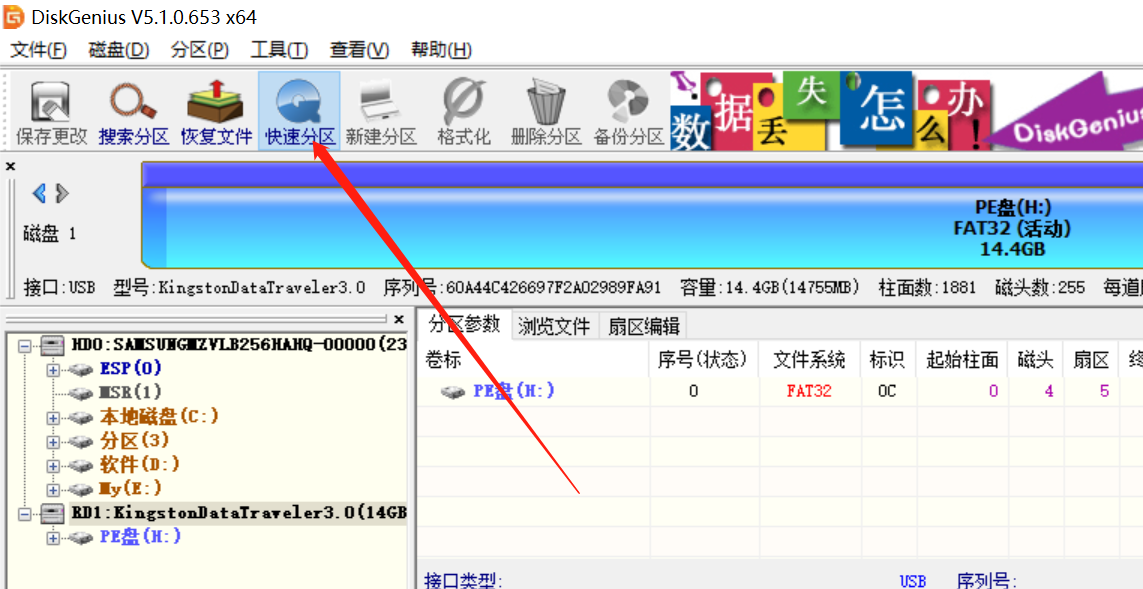 DiskGenius V5.1.0.653 x64
文件(F) 磁盘(D) 分区(P) 工具(T) 查看(V) 帮助(H)
保存更改 搜索分区 恢复文件 快速分区 新建分区 格式化 删除分区 备份分区
数据丢失怎么办!
DiskGenius
磁盘 1
PE盘(H:)
FAT32 (活动)
14.4GB
接口:USB 型号:KingstonDataTraveler3.0 序列号:60A44C426697F2A02989FA91 容量:14.4GB(14755MB) 柱面数:1881 磁头数:255 每道
HD0:SAMSUNGMZVLB256HAHQ-00000(23
ESP(0)
MSR(1)
本地磁盘(C:)
分区(3)
软件(D:)
My(E:)
RD1:KingstonDataTraveler3.0(14GB
PE盘(H:)
分区参数 浏览文件 扇区编辑
卷标 序号(状态) 文件系统 标识 起始柱面 磁头 扇区 终
PE盘(H:) 0 FAT32 0C 0 4 5
接口类型: USB 序列号: